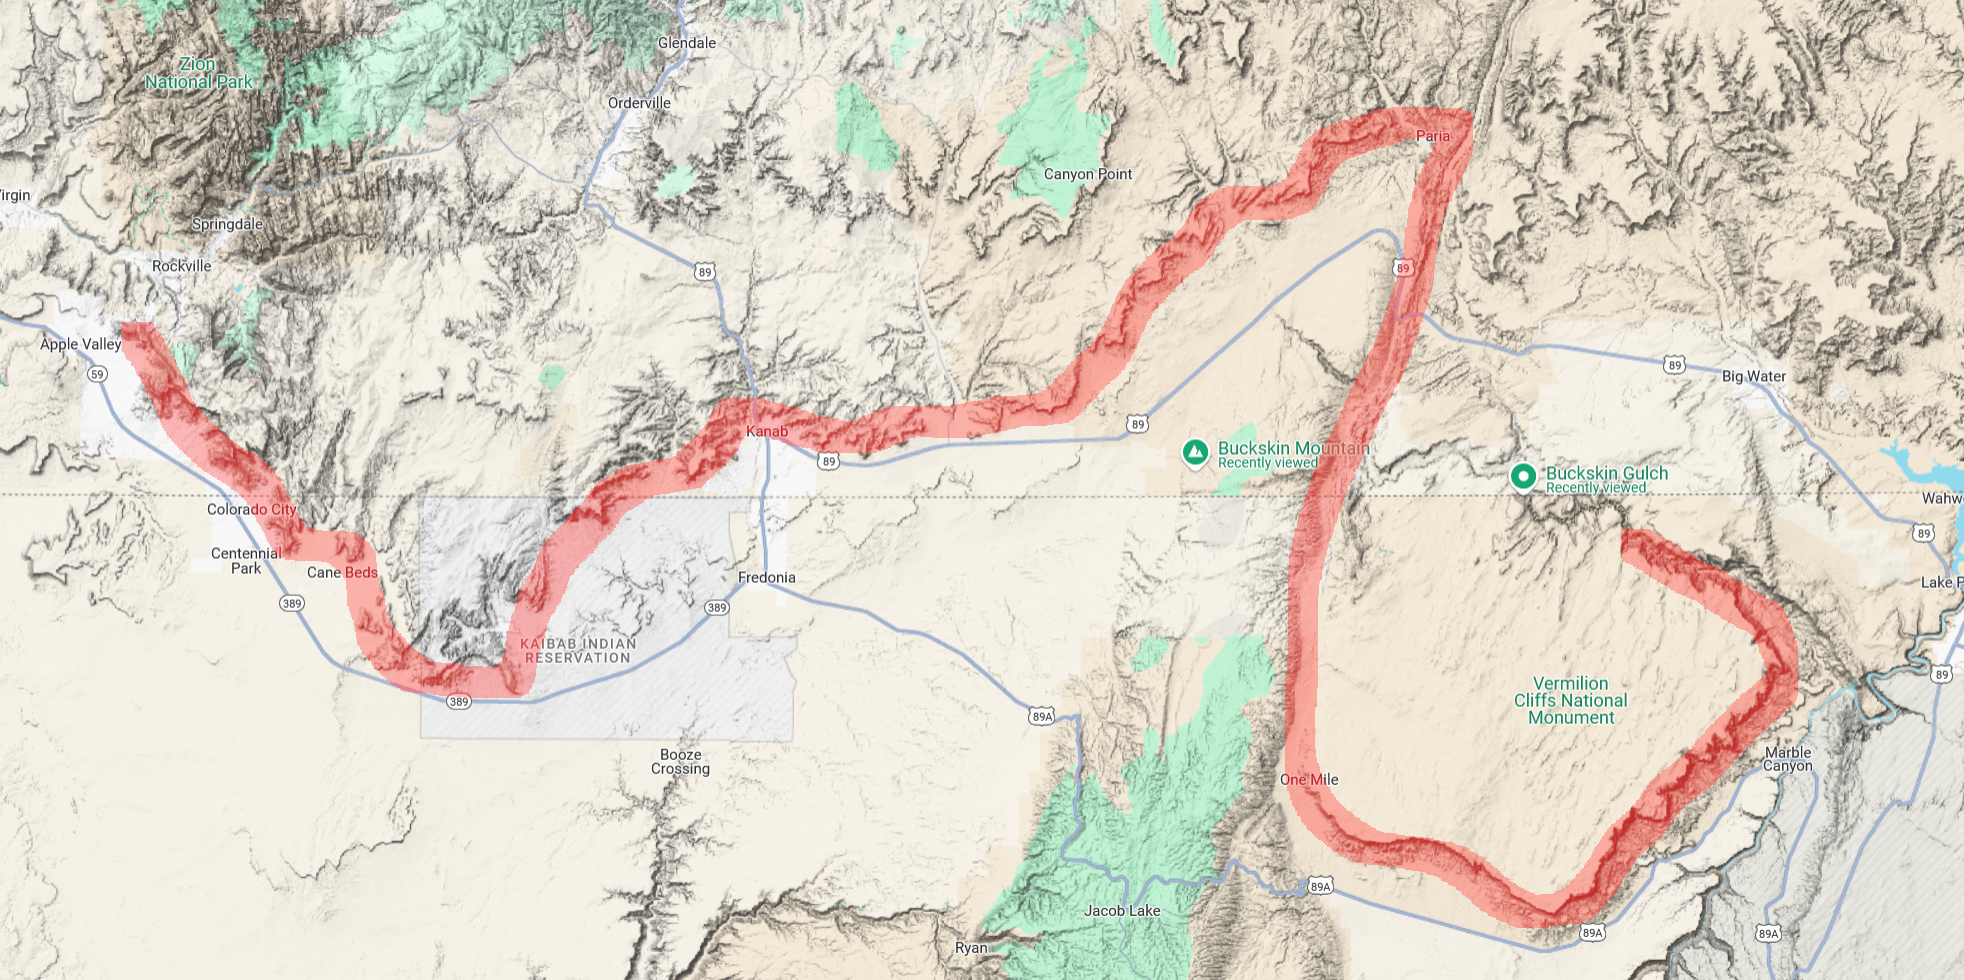 Glendale
Zion
National Park
Orderville
Paria
Canyon Point
Virgin
Springdale
Rockville
89
89
Apple Valley
59
89
Big Water
Kanab
89
89
Buckskin Mountain
Recently viewed
Buckskin Gulch
Recently viewed
Wahw
Colorado City
89
Centennial
Park
Cane Beds
Fredonia
Lake P
389
389
KAIBAB INDIAN
RESERVATION
89
Vermilion
Cliffs National
Monument
389
89A
Booze
Crossing
Marble
Canyon
One Mile
89A
Jacob Lake
89A
89A
Ryan